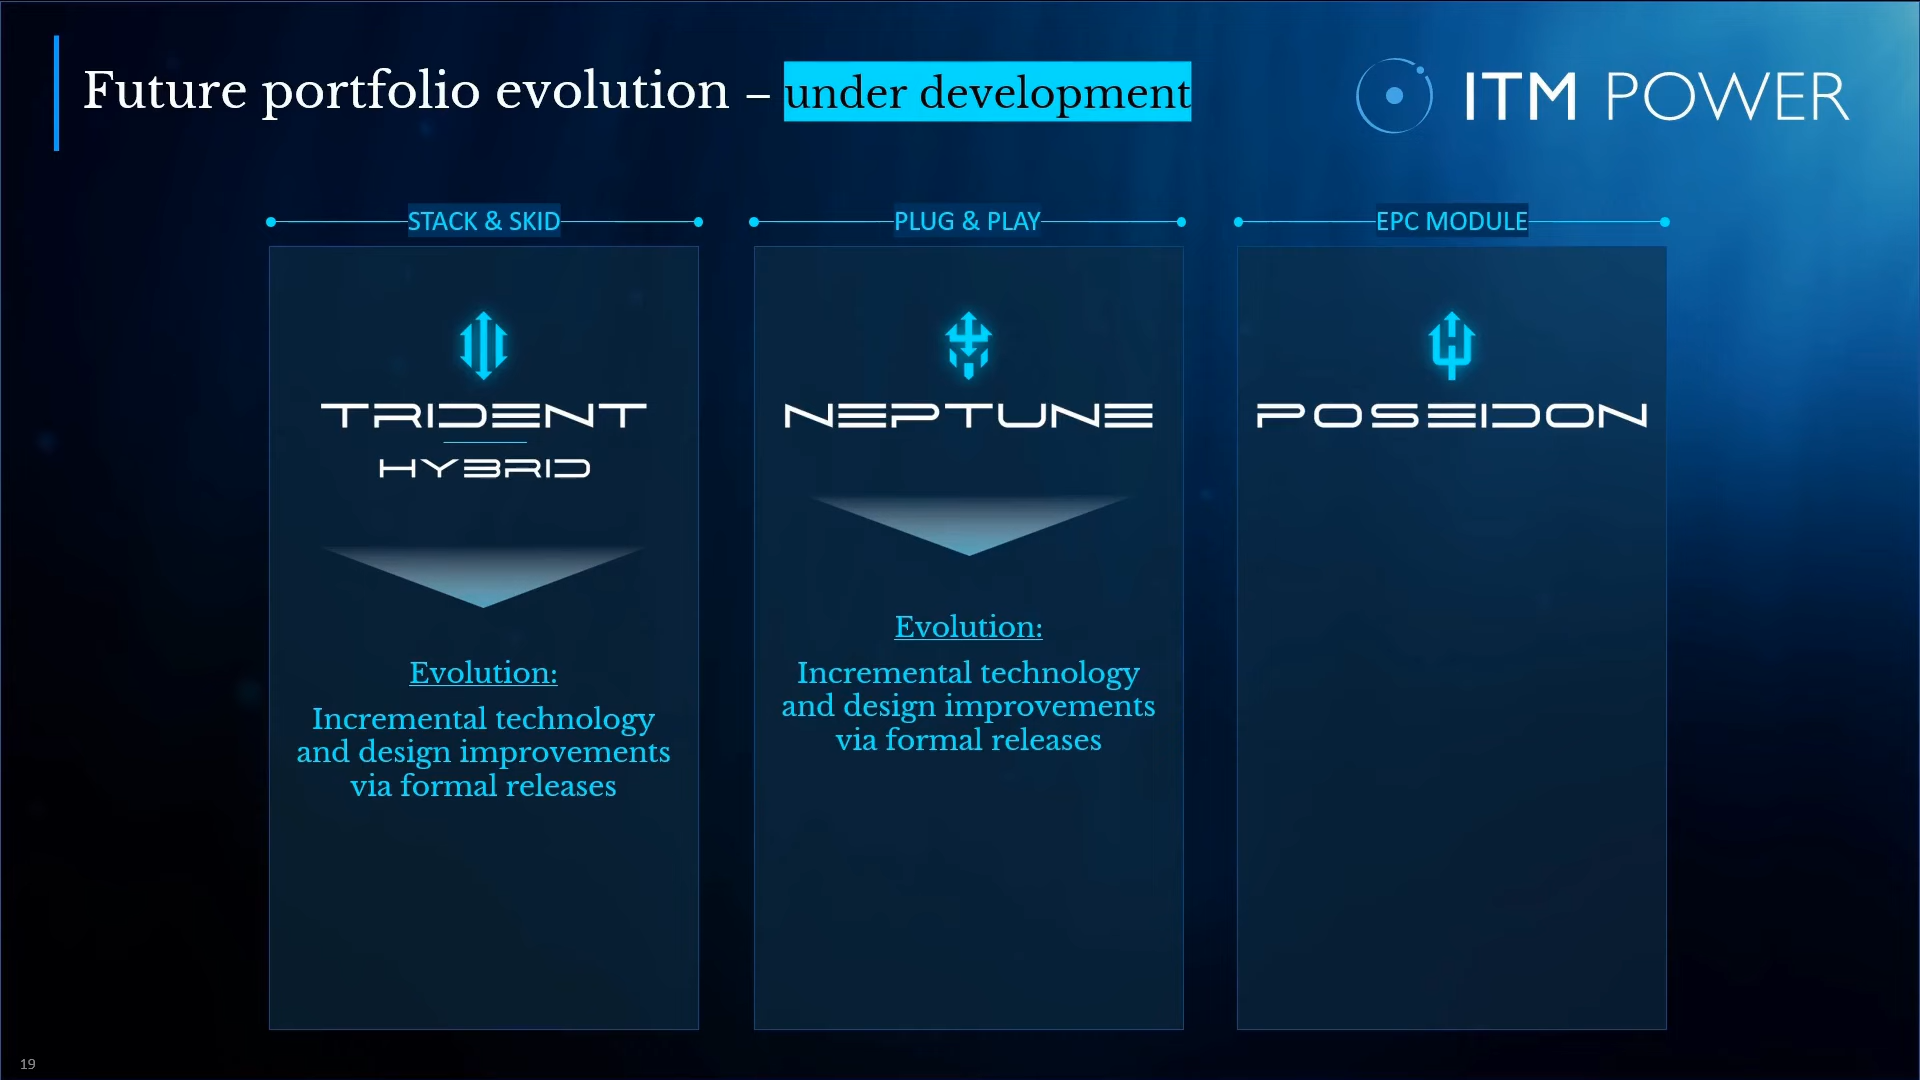 Future portfolio evolution – under development
ITM POWER
STACK & SKID
TRIDENT
HYBRID
Evolution:
Incremental technology
and design improvements
via formal releases
PLUG & PLAY
NEPTUNE
Evolution:
Incremental technology
and design improvements
via formal releases
EPC MODULE
POSEIDON
19